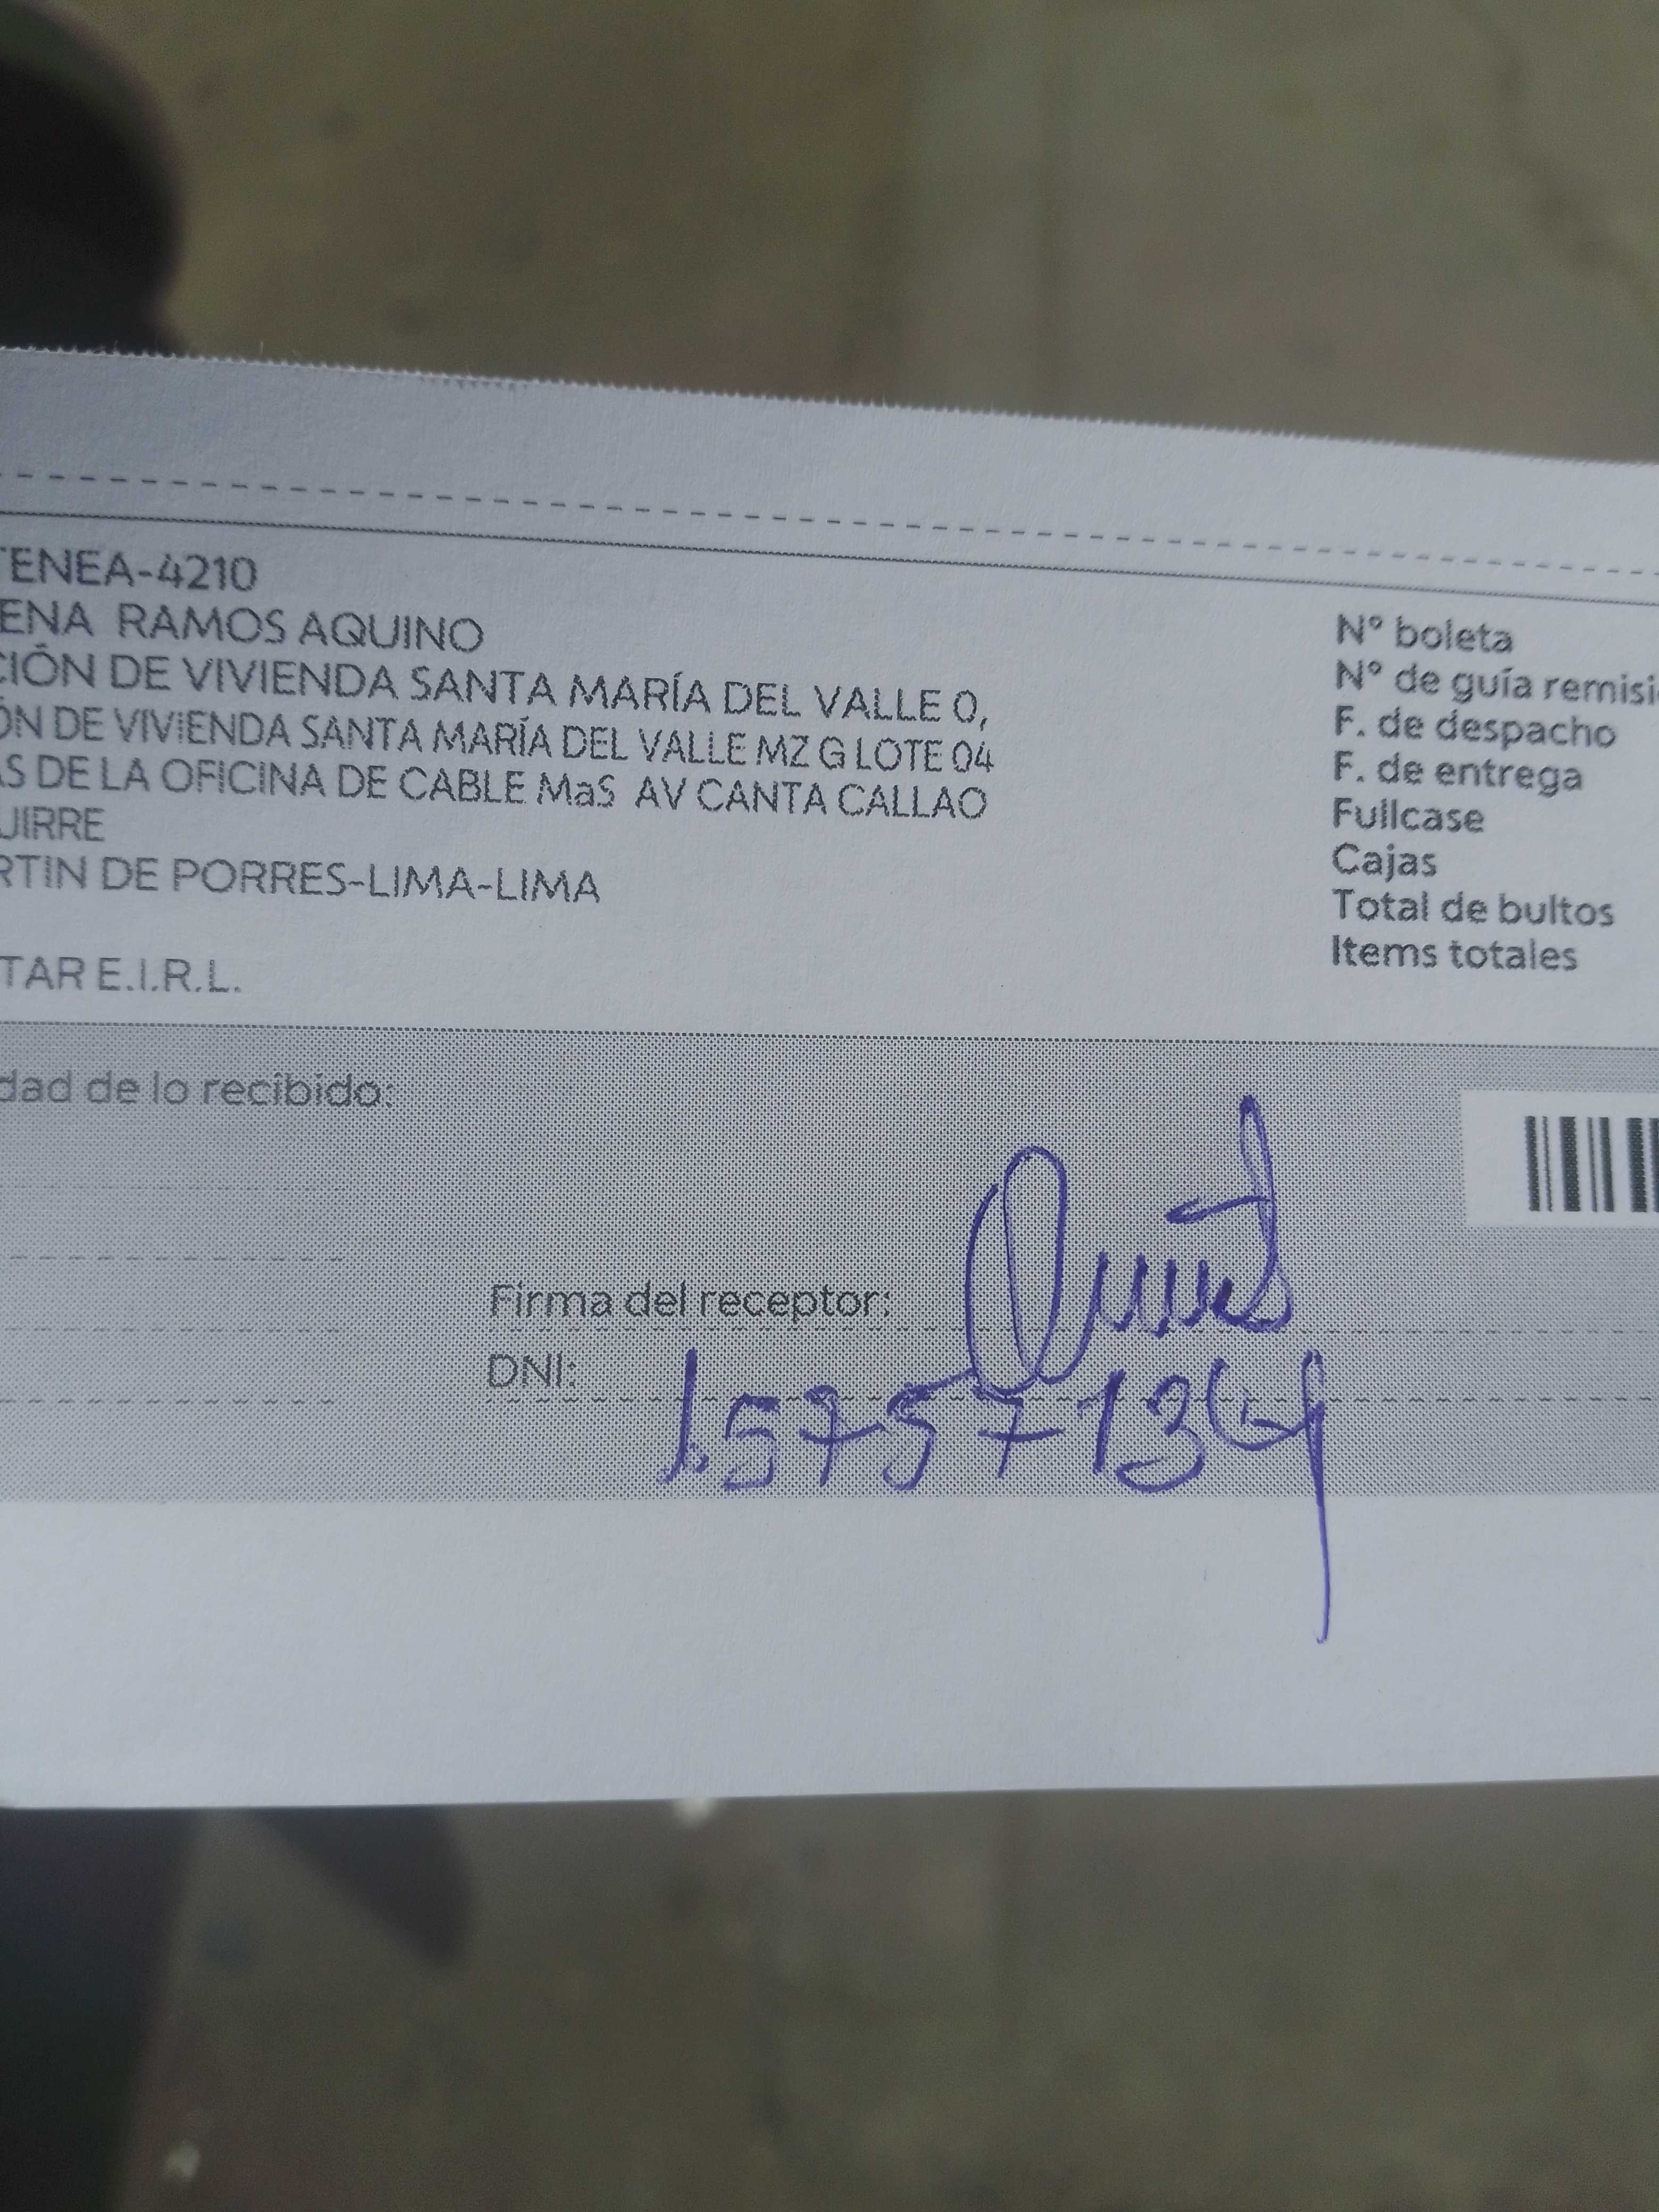 TENEA-4210
ENA RAMOS AQUINO
CIÓN DE VIVIENDA SANTA MARÍA DEL VALLE 0,
ÓN DE VIVIENDA SANTA MARÍA DEL VALLE MZ G LOTE 04
AS DE LA OFICINA DE CABLE MaS AV CANTA CALLAO
UIRRE
RTIN DE PORRES-LIMA-LIMA
TAR E.I.R.L.
N° boleta
N° de guía remisi
F. de despacho
F. de entrega
Fullcase
Cajas
Total de bultos
Items totales
dad de lo recibido:
Firma del receptor:
DNI: